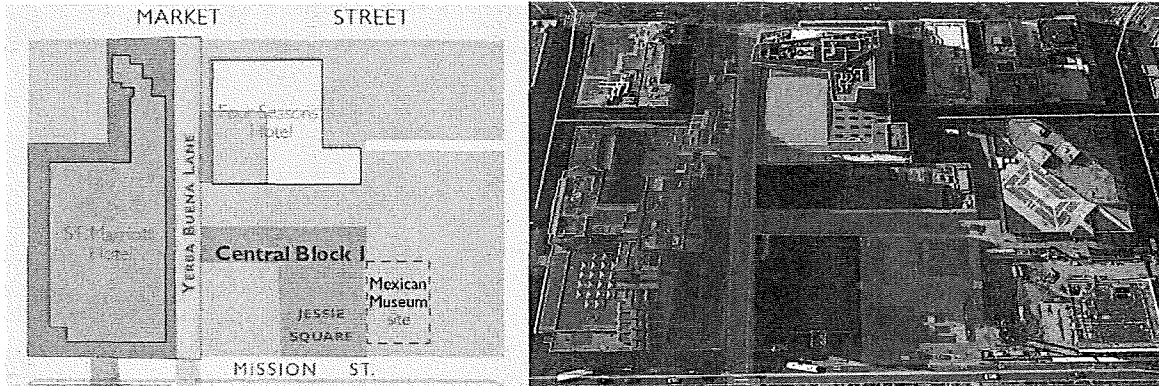 MARKET STREET
Four Seasons
Hotel
YERBA BUENA LANE
Marriott
Hotel
Central Block 1
Mexican
Museum
site
JESSIE
SQUARE
MISSION ST.